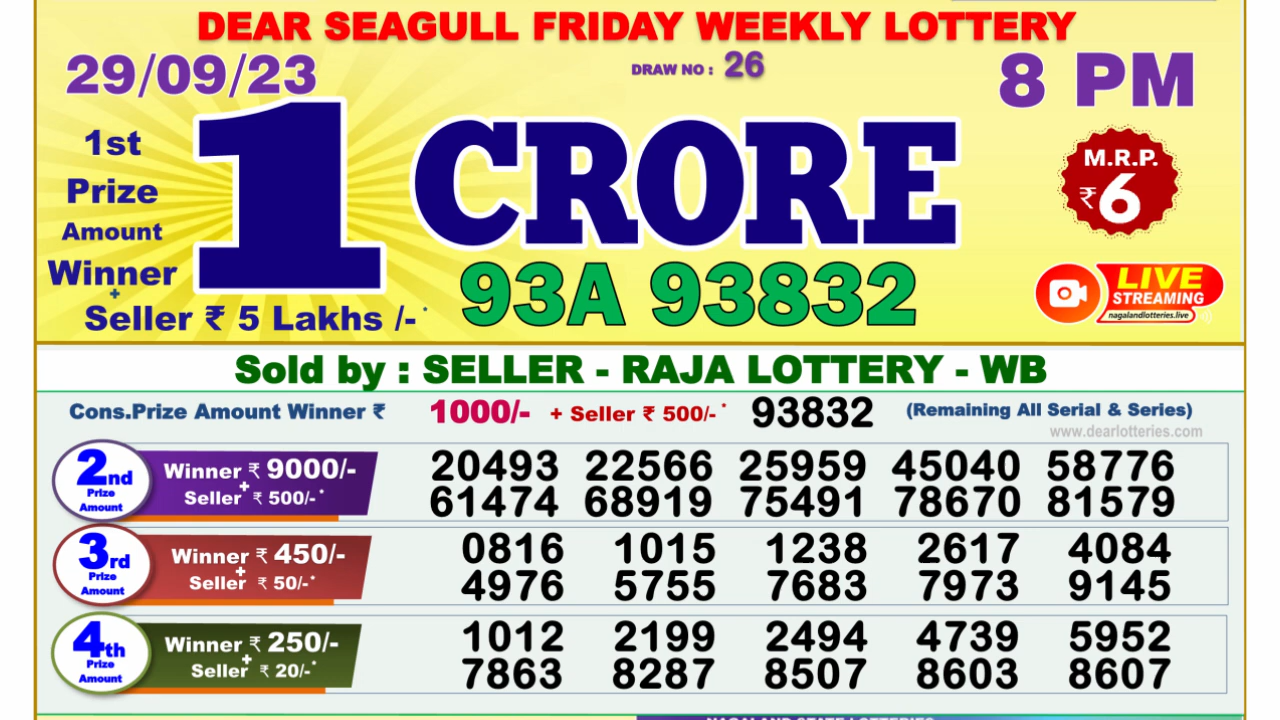 DEAR SEAGULL FRIDAY WEEKLY LOTTERY
29/09/23
DRAW NO : 26
8 PM
1st
Prize
Amount
Winner
+
Seller ₹ 5 Lakhs /-*
1 CRORE
93A 93832
M.R.P.
₹6
LIVE
STREAMING
nagalandlotteries.live
Sold by : SELLER - RAJA LOTTERY - WB
Cons.Prize Amount Winner ₹ 1000/- + Seller ₹ 500/-* 93832 (Remaining All Serial & Series)
www.dearlotteries.com
2nd
Prize
Amount
Winner ₹ 9000/-
+
Seller ₹ 500/-*
20493 22566 25959 45040 58776
61474 68919 75491 78670 81579
3rd
Prize
Amount
Winner ₹ 450/-
+
Seller ₹ 50/-*
0816 1015 1238 2617 4084
4976 5755 7683 7973 9145
4th
Prize
Amount
Winner ₹ 250/-
+
Seller ₹ 20/-*
1012 2199 2494 4739 5952
7863 8287 8507 8603 8607
NAGALAND STATE LOTTERIES